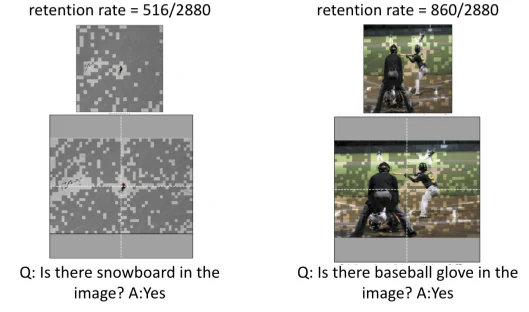 retention rate = 516/2880
retention rate = 860/2880
Q: Is there snowboard in the
image? A:Yes
Q: Is there baseball glove in the
image? A:Yes